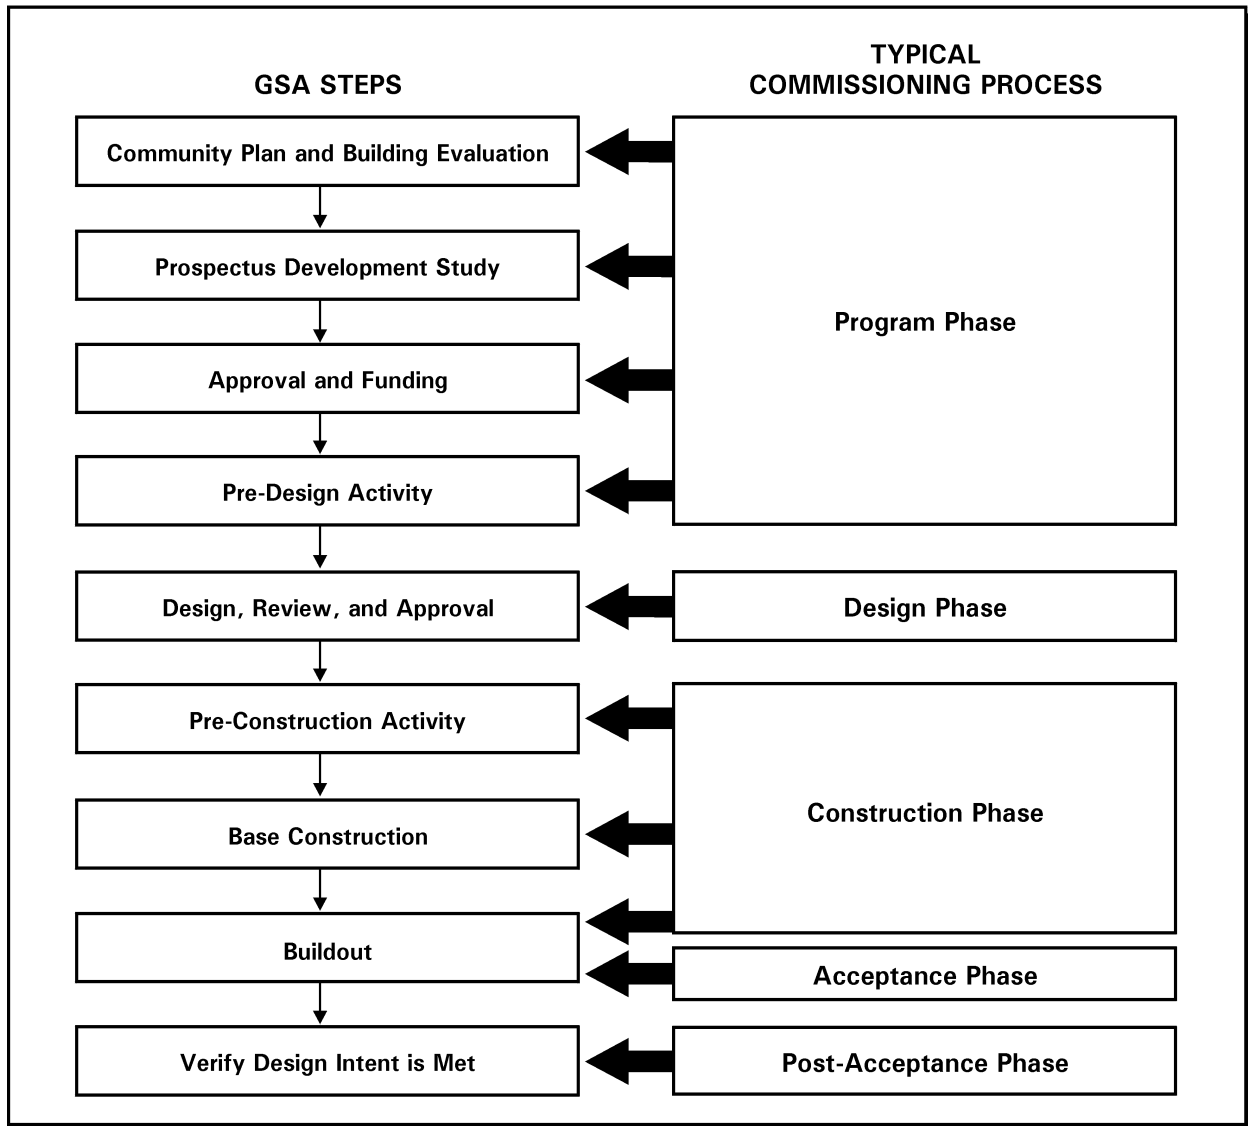 GSA STEPS
TYPICAL
COMMISSIONING PROCESS
Community Plan and Building Evaluation
Prospectus Development Study
Approval and Funding
Pre-Design Activity
Design, Review, and Approval
Pre-Construction Activity
Base Construction
Buildout
Verify Design Intent is Met
Program Phase
Design Phase
Construction Phase
Acceptance Phase
Post-Acceptance Phase